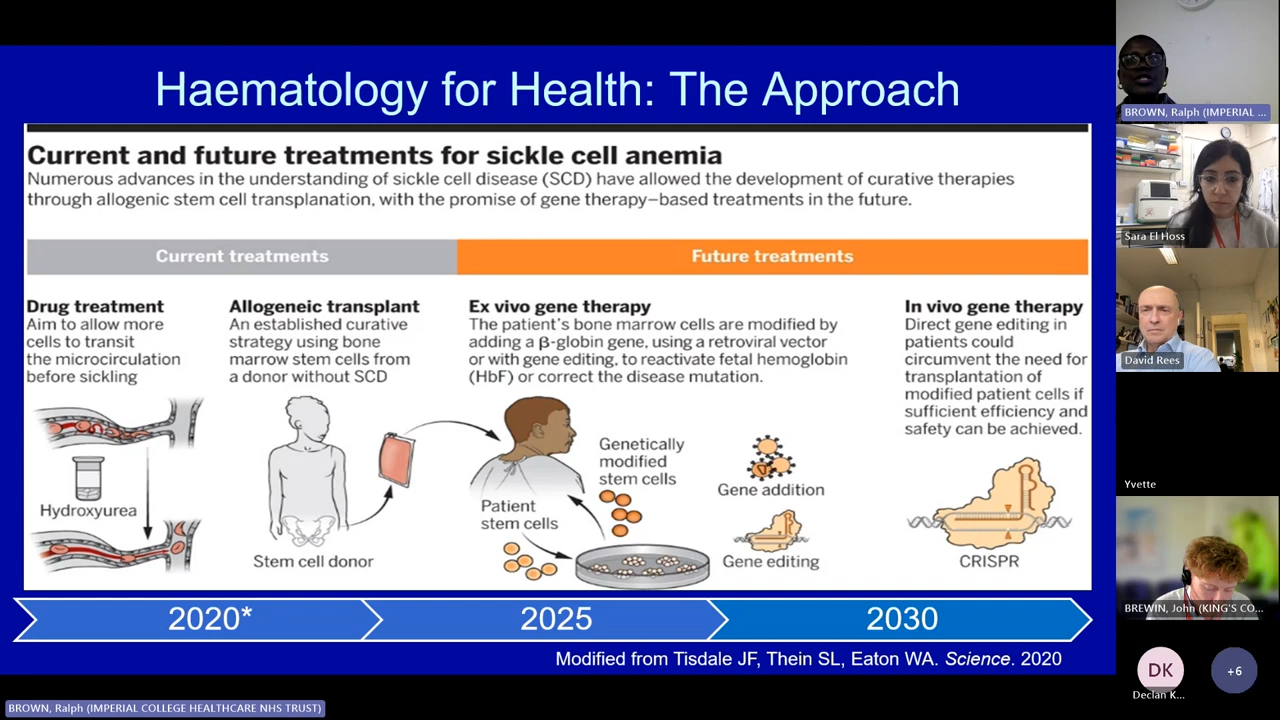 Haematology for Health: The Approach
Current and future treatments for sickle cell anemia
Numerous advances in the understanding of sickle cell disease (SCD) have allowed the development of curative therapies
through allogenic stem cell transplanation, with the promise of gene therapy–based treatments in the future.
Current treatments
Future treatments
Drug treatment
Aim to allow more
cells to transit
the microcirculation
before sickling
Hydroxyurea
Allogeneic transplant
An established curative
strategy using bone
marrow stem cells from
a donor without SCD
Stem cell donor
Ex vivo gene therapy
The patient's bone marrow cells are modified by
adding a β-globin gene, using a retroviral vector
or with gene editing, to reactivate fetal hemoglobin
(HbF) or correct the disease mutation.
Patient
stem cells
Genetically
modified
stem cells
Gene addition
Gene editing
In vivo gene therapy
Direct gene editing in
patients could
circumvent the need for
transplantation of
modified patient cells if
sufficient efficiency and
safety can be achieved.
CRISPR
2020*
2025
2030
Modified from Tisdale JF, Thein SL, Eaton WA. Science. 2020
BROWN, Ralph (IMPERIAL COLLEGE HEALTHCARE NHS TRUST)
BROWN, Ralph (IMPERIAL ...
Sara El Hoss
David Rees
Yvette
BREWIN, John (KING'S CO...
DK
Declan K...
+6